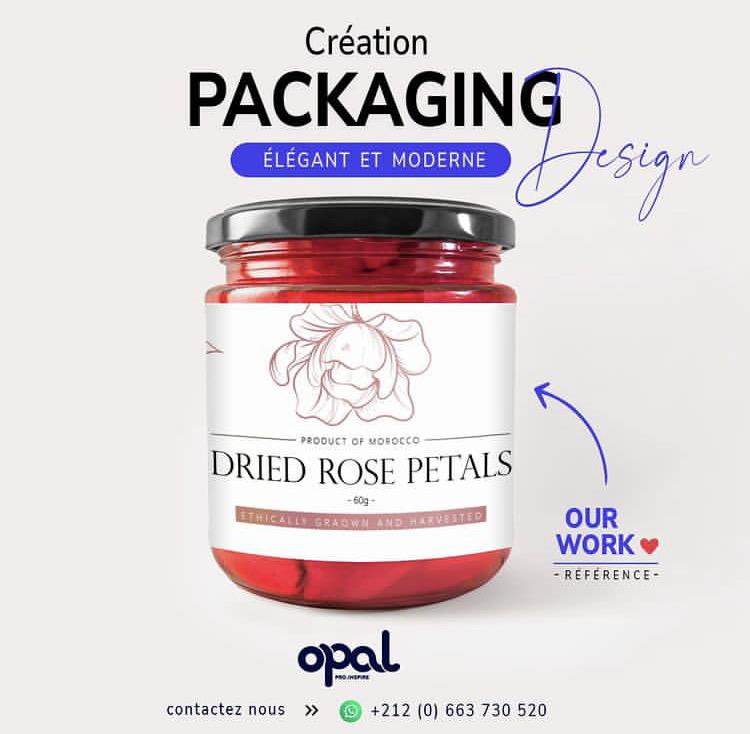 Création
PACKAGING
Design
ÉLÉGANT ET MODERNE
PRODUCT OF MOROCCO
DRIED ROSE PETALS
- 60g -
ETHICALLY GRAOWN AND HARVESTED
OUR
WORK
- RÉFÉRENCE-
opal
PRO.INSPIRE
contactez nous >> +212 (0) 663 730 520